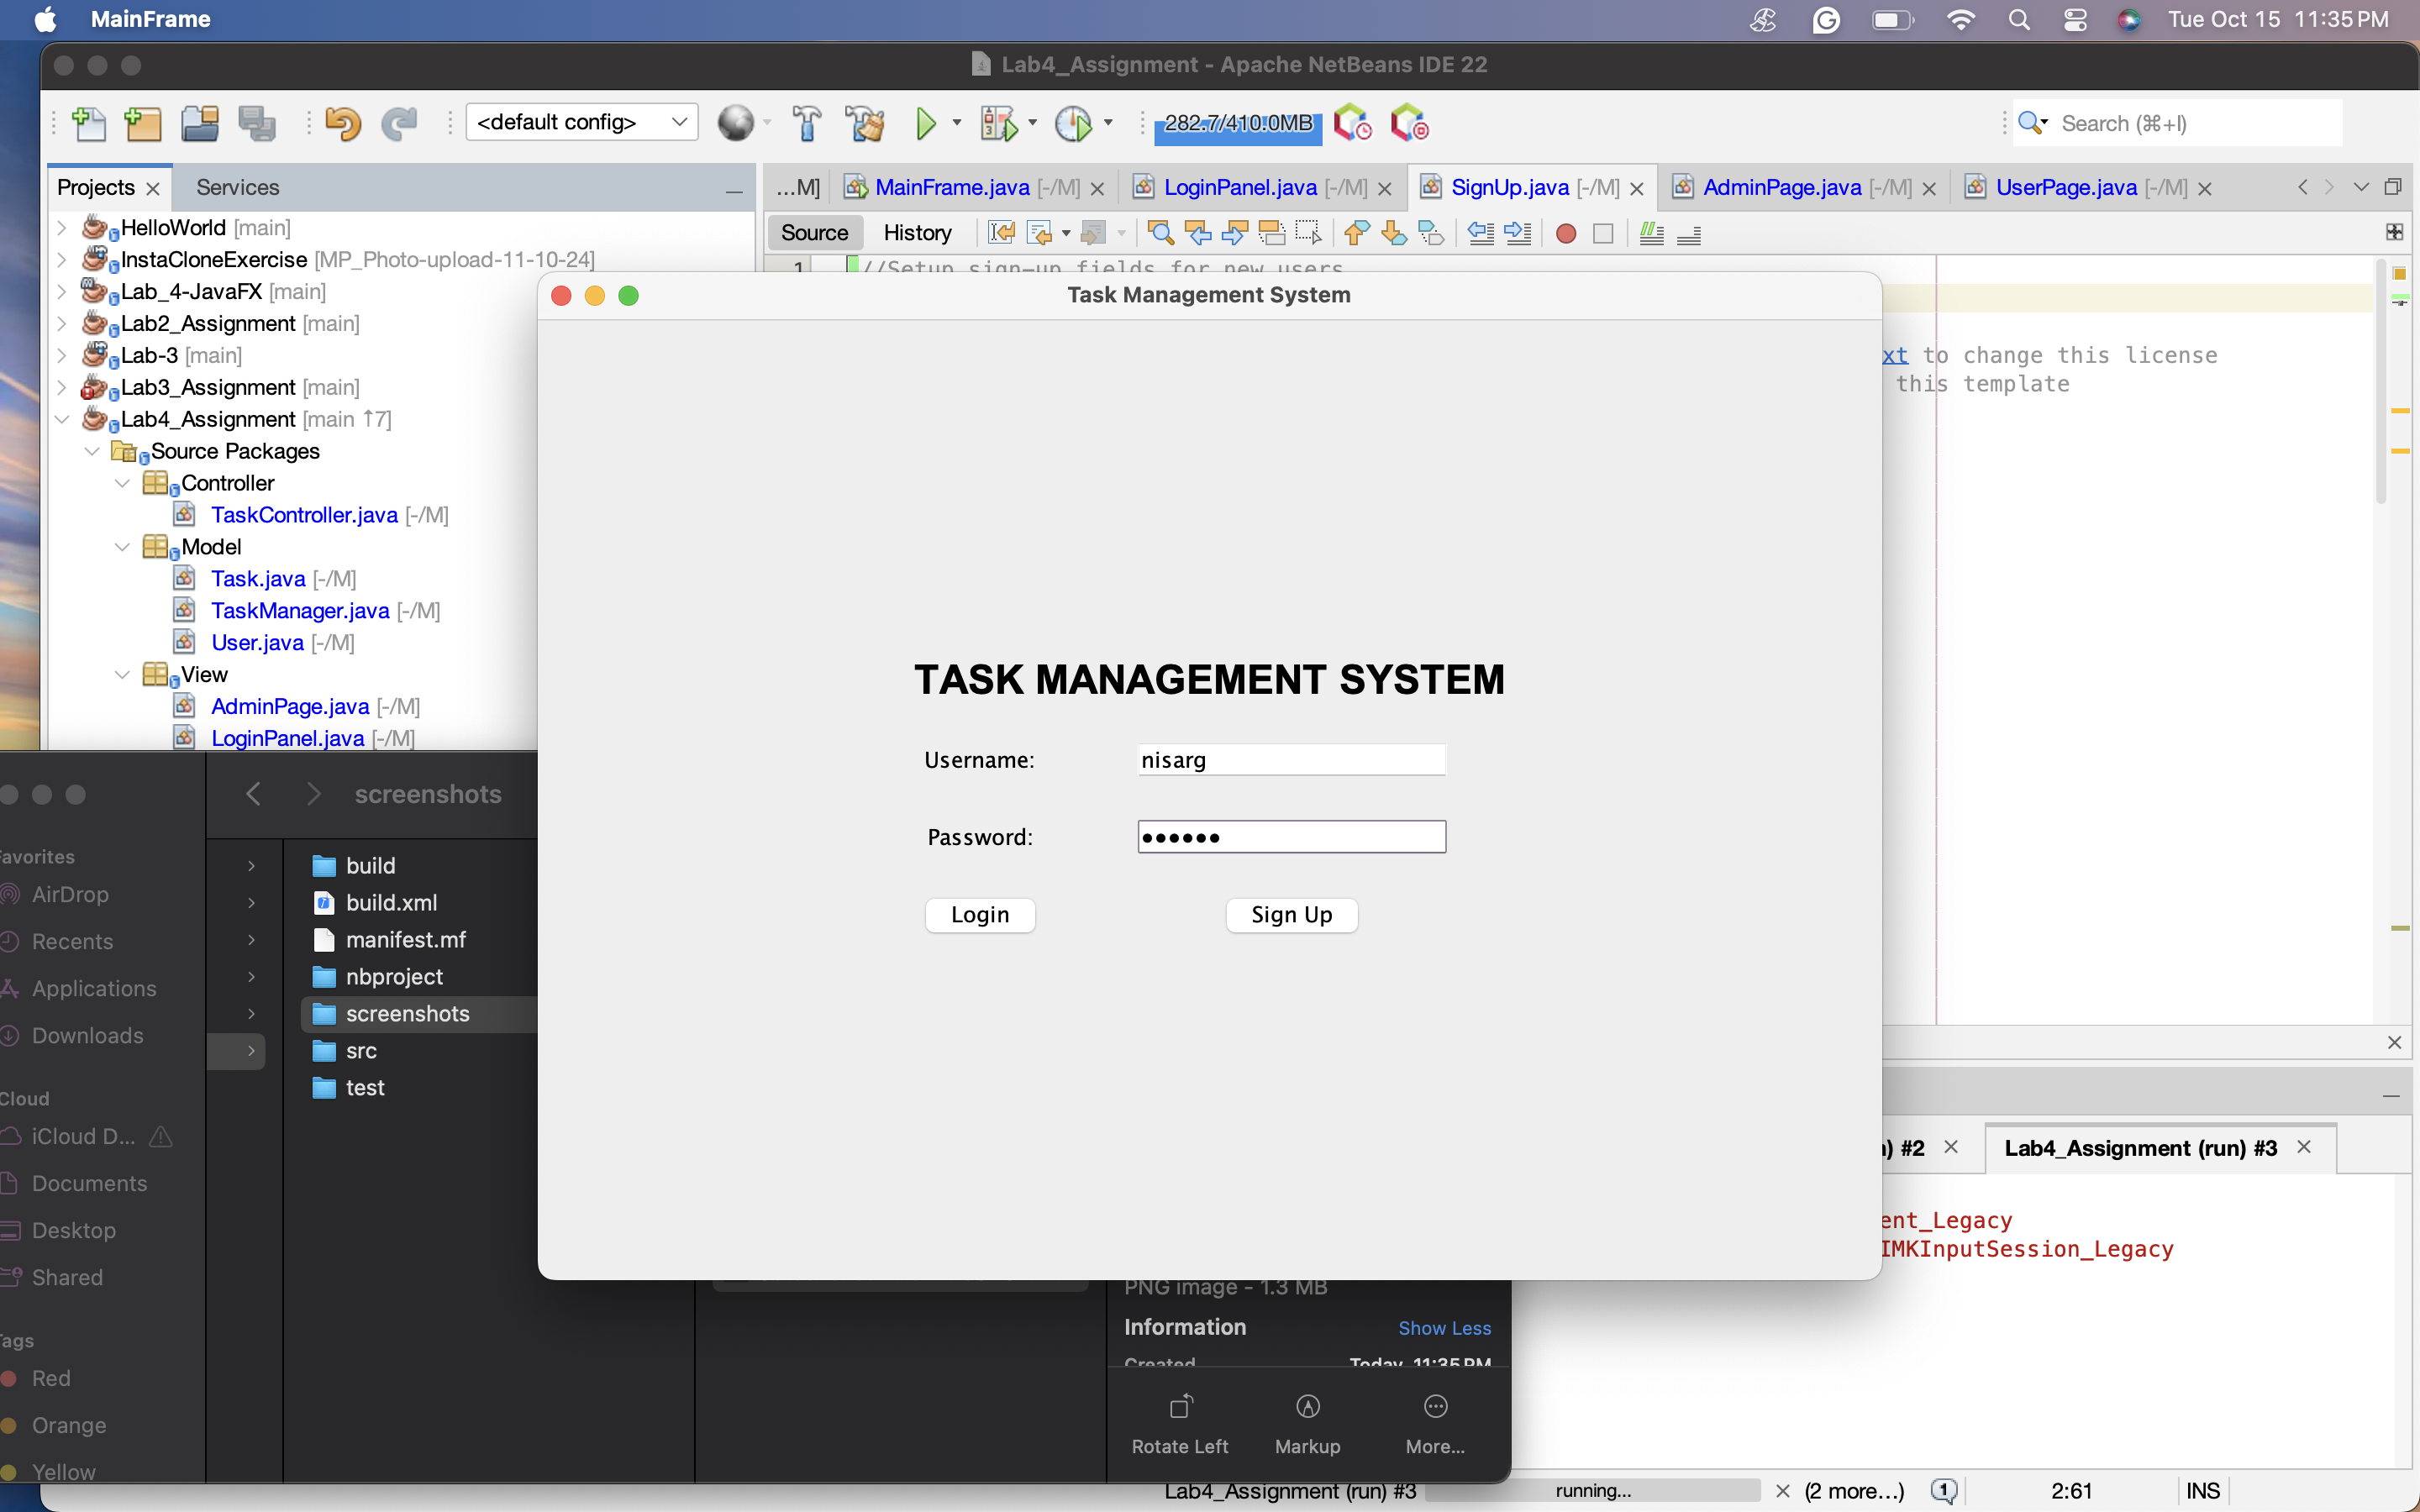 MainFrame
Tue Oct 15 11:35 PM
Lab4_Assignment - Apache NetBeans IDE 22
<default config>
282.7/410.0MB
Search (⌘+I)
Projects
Services
...M]
MainFrame.java [-/M]
LoginPanel.java [-/M]
SignUp.java [-/M]
AdminPage.java [-/M]
UserPage.java [-/M]
Source
History
1
//Setup sign-up fields for new users
xt to change this license
this template
HelloWorld [main]
InstaCloneExercise [MP_Photo-upload-11-10-24]
Lab_4-JavaFX [main]
Lab2_Assignment [main]
Lab-3 [main]
Lab3_Assignment [main]
Lab4_Assignment [main ↑7]
Source Packages
Controller
TaskController.java [-/M]
Model
Task.java [-/M]
TaskManager.java [-/M]
User.java [-/M]
View
AdminPage.java [-/M]
LoginPanel.java [-/M]
Task Management System
TASK MANAGEMENT SYSTEM
Username:
nisarg
Password:
••••••
Login
Sign Up
screenshots
avorites
AirDrop
Recents
Applications
Downloads
Cloud
iCloud D...
Documents
Desktop
Shared
ags
Red
Orange
Yellow
build
build.xml
manifest.mf
nbproject
screenshots
src
test
PNG image - 1.3 MB
Information
Show Less
Created
Today, 11:35 PM
Rotate Left
Markup
More...
) #2
Lab4_Assignment (run) #3
ent_Legacy
IMKInputSession_Legacy
Lab4_Assignment (run) #3
running...
(2 more...)
1
2:61
INS